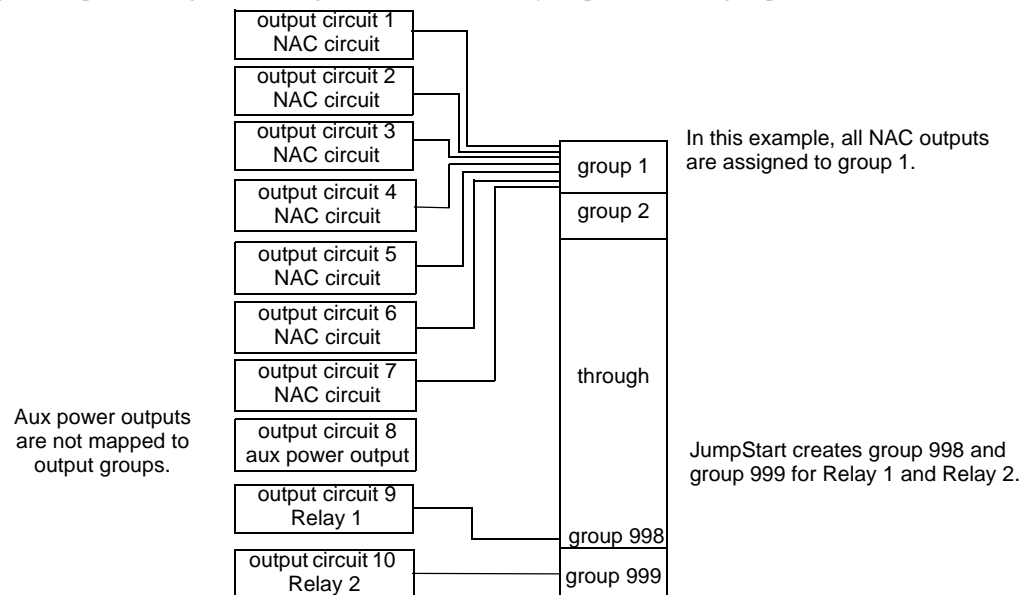 output circuit 1
NAC circuit
output circuit 2
NAC circuit
output circuit 3
NAC circuit
output circuit 4
NAC circuit
output circuit 5
NAC circuit
output circuit 6
NAC circuit
output circuit 7
NAC circuit
output circuit 8
aux power output
output circuit 9
Relay 1
output circuit 10
Relay 2
Aux power outputs
are not mapped to
output groups.
group 1
group 2
through
group 998
group 999
In this example, all NAC outputs
are assigned to group 1.
JumpStart creates group 998 and
group 999 for Relay 1 and Relay 2.